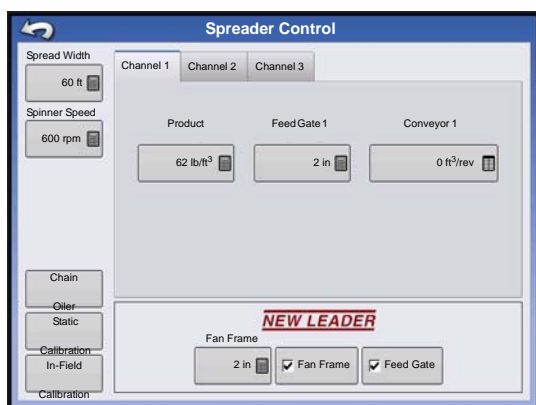 Spreader Control
Spread Width
60 ft
Spinner Speed
600 rpm
Channel 1 Channel 2 Channel 3
Product Feed Gate 1 Conveyor 1
62 lb/ft³ 2 in 0 ft³/rev
Chain
Oiler
Static
Calibration
In-Field
Calibration
NEW LEADER
Fan Frame
2 in Fan Frame Feed Gate